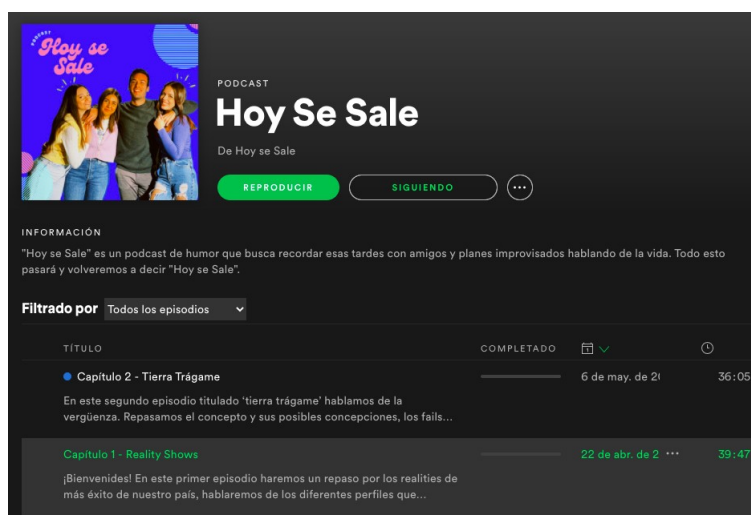 PODCAST
Hoy se
Sale
PODCAST
Hoy Se Sale
De Hoy se Sale
REPRODUCIR
SIGUIENDO
INFORMACIÓN
"Hoy se Sale" es un podcast de humor que busca recordar esas tardes con amigos y planes improvisados hablando de la vida. Todo esto
pasará y volveremos a decir "Hoy se Sale".
Filtrado por Todos los episodios
TÍTULO COMPLETADO
Capítulo 2 - Tierra Trágame 6 de may. de 2 36:05
En este segundo episodio titulado 'tierra trágame' hablamos de la
vergüenza. Repasamos el concepto y sus posibles concepciones, los fails...
Capítulo 1 - Reality Shows 22 de abr. de 2 ··· 39:47
¡Bienvenides! En este primer episodio haremos un repaso por los realities de
más éxito de nuestro país, hablaremos de los diferentes perfiles que...